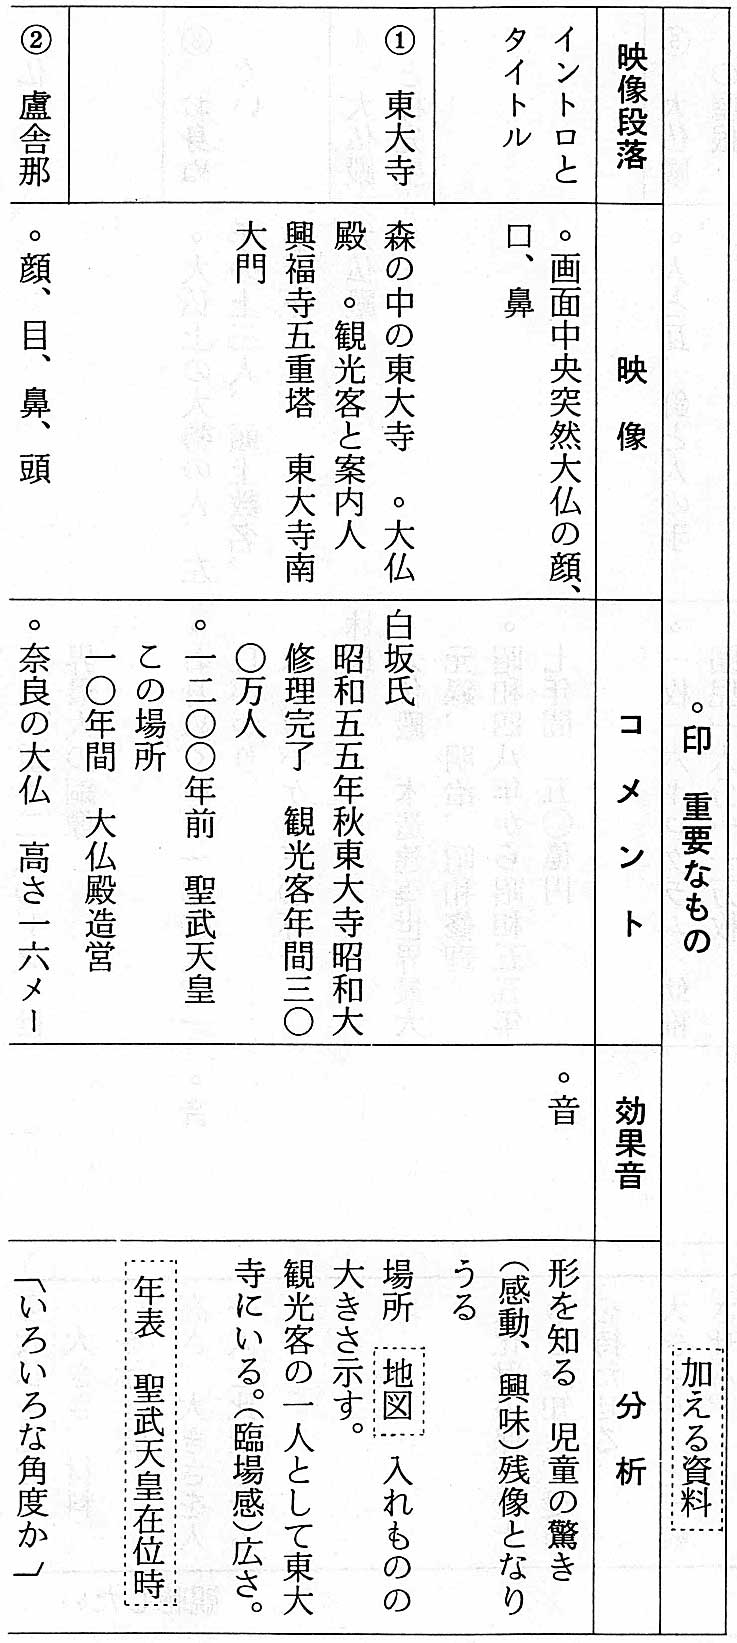 。印　重要なもの
加える資料
映像段落
映像
コメント
効果音
分析
イントロと
タイトル
。画面中央突然大仏の顔、
口、鼻
。音
形を知る　児童の驚き
(感動、興味)残像となり
うる
①　東大寺
森の中の東大寺　。大仏
殿　。観光客と案内人
興福寺五重塔　東大寺南
大門
白坂氏
昭和五五年秋東大寺昭和大
修理完了　観光客年間三〇
〇万人
。一二〇〇年前　聖武天皇
この場所
一〇年間　大仏殿造営
場所　地図　入れものの
大きさ示す。
観光客の一人として東大
寺にいる。(臨場感)広さ。
年表　聖武天皇在位時
②　盧舎那
。顔、目、鼻、頭
。奈良の大仏　高さ一六メー
「いろいろな角度か」